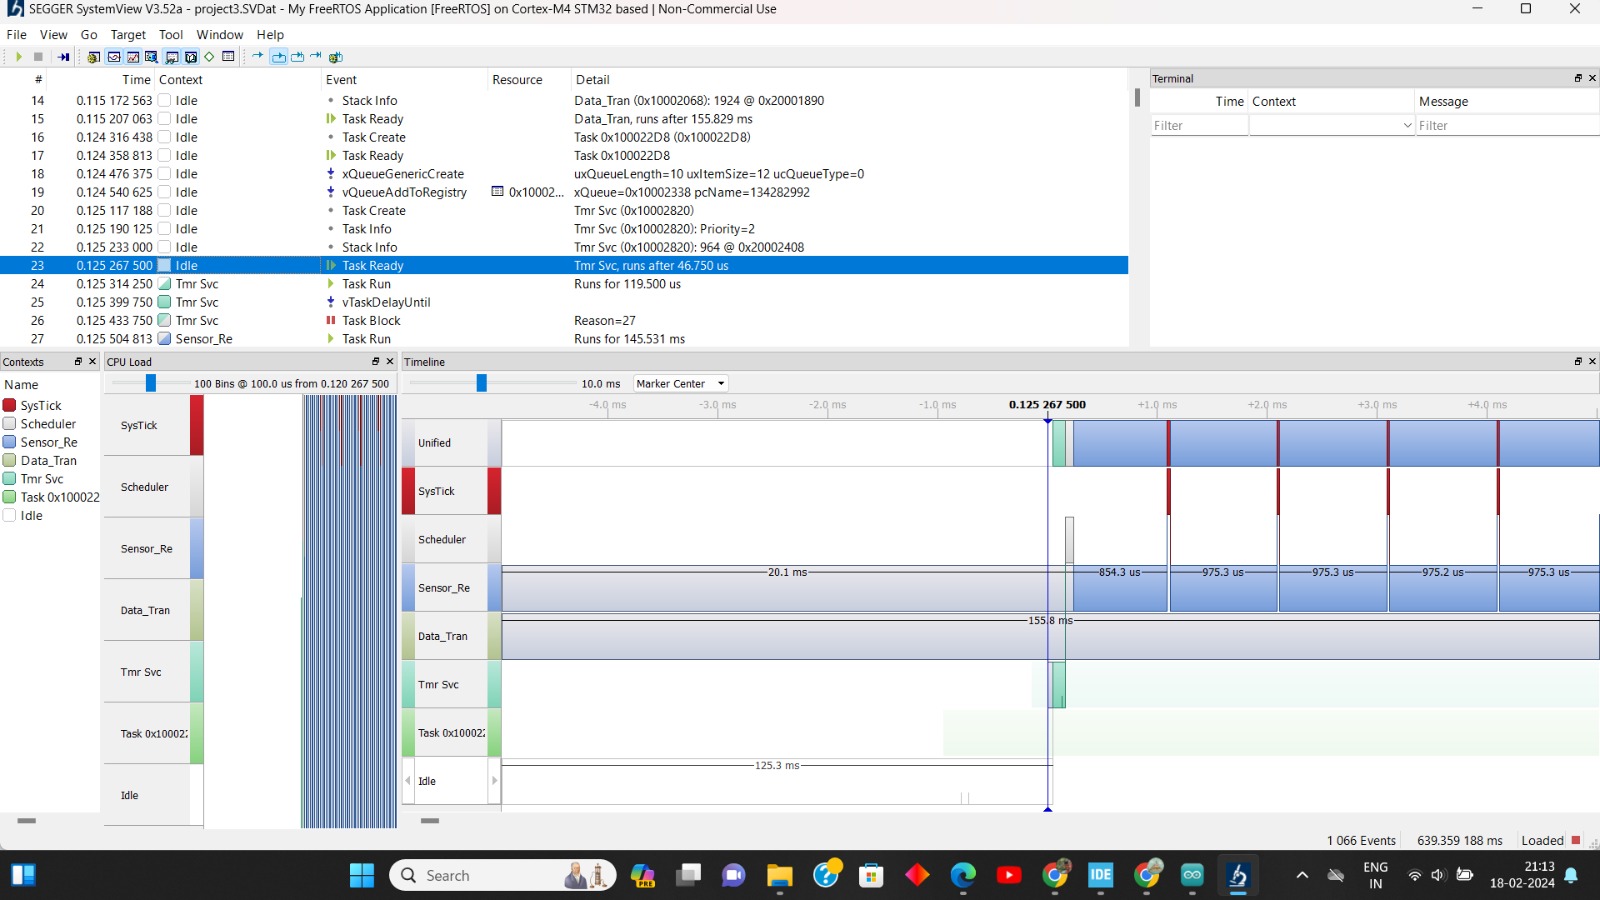 SEGGER SystemView V3.52a - project3.SVDat - My FreeRTOS Application [FreeRTOS] on Cortex-M4 STM32 based | Non-Commercial Use
File View Go Target Tool Window Help
# Time Context Event Resource Detail
14 0.115 172 563 Idle Stack Info Data_Tran (0x10002068): 1924 @ 0x20001890
15 0.115 207 063 Idle Task Ready Data_Tran, runs after 155.829 ms
16 0.124 316 438 Idle Task Create Task 0x100022D8 (0x100022D8)
17 0.124 358 813 Idle Task Ready Task 0x100022D8
18 0.124 476 375 Idle xQueueGenericCreate uxQueueLength=10 uxItemSize=12 ucQueueType=0
19 0.124 540 625 Idle vQueueAddToRegistry 0x10002... xQueue=0x10002338 pcName=134282992
20 0.125 117 188 Idle Task Create Tmr Svc (0x10002820)
21 0.125 190 125 Idle Task Info Tmr Svc (0x10002820): Priority=2
22 0.125 233 000 Idle Stack Info Tmr Svc (0x10002820): 964 @ 0x20002408
23 0.125 267 500 Idle Task Ready Tmr Svc, runs after 46.750 us
24 0.125 314 250 Tmr Svc Task Run Runs for 119.500 us
25 0.125 399 750 Tmr Svc vTaskDelayUntil
26 0.125 433 750 Tmr Svc Task Block Reason=27
27 0.125 504 813 Sensor_Re Task Run Runs for 145.531 ms
Terminal
Time Context Message
Filter Filter
Contexts
Name
SysTick
Scheduler
Sensor_Re
Data_Tran
Tmr Svc
Task 0x100022
Idle
CPU Load
100 Bins @ 100.0 us from 0.120 267 500
SysTick
Scheduler
Sensor_Re
Data_Tran
Tmr Svc
Task 0x10002
Idle
Timeline
10.0 ms Marker Center
-4.0 ms -3.0 ms -2.0 ms -1.0 ms 0.125 267 500 +1.0 ms +2.0 ms +3.0 ms +4.0 ms
Unified
SysTick
Scheduler
Sensor_Re 20.1 ms 854.3 us 975.3 us 975.3 us 975.2 us 975.3 us
Data_Tran 155.8 ms
Tmr Svc
Task 0x10002
Idle 125.3 ms
1 066 Events 639.359 188 ms Loaded
Search
PRE
IDE
ENG
IN
21:13
18-02-2024